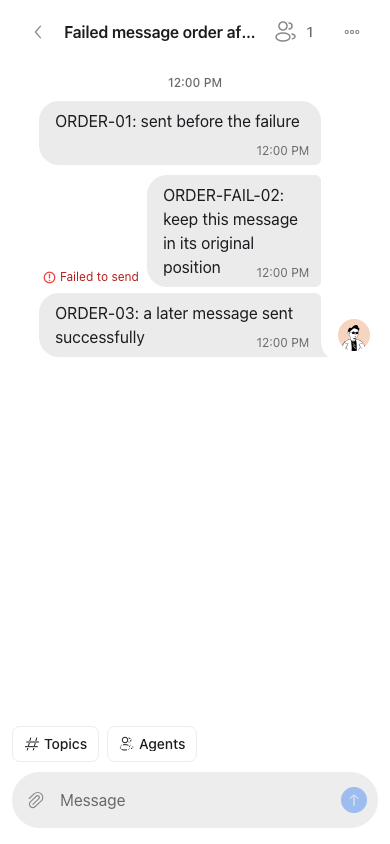 Failed message order af...
1
12:00 PM
ORDER-01: sent before the failure
12:00 PM
ORDER-FAIL-02:
keep this message
in its original
position
12:00 PM
Failed to send
ORDER-03: a later message sent
successfully
12:00 PM
# Topics
Agents
Message